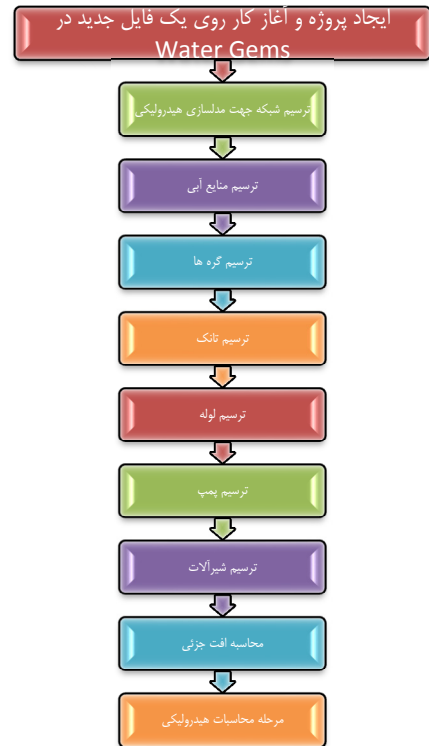 ایجاد پروژه و آغاز کار روی یک فایل جدید در
Water Gems
ترسیم شبکه جهت مدلسازی هیدرولیکی
ترسیم منابع آبی
ترسیم گره ها
ترسیم تانک
ترسیم لوله
ترسیم پمپ
ترسیم شیرآلات
محاسبه افت جزئی
مرحله محاسبات هیدرولیکی